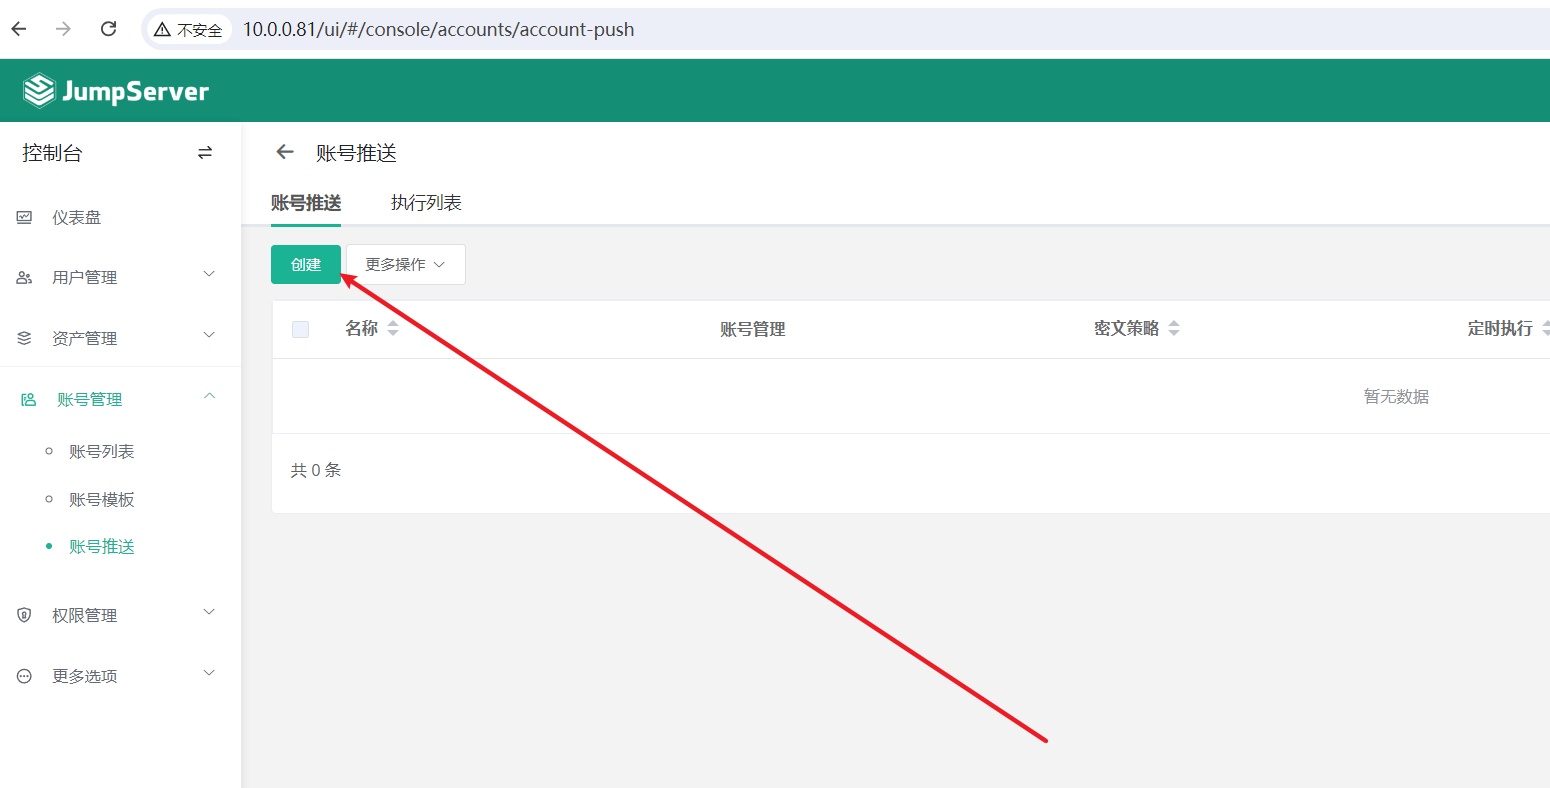 不安全 10.0.0.81/ui/#/console/accounts/account-push
JumpServer
控制台
仪表盘
用户管理
资产管理
账号管理
账号列表
账号模板
账号推送
权限管理
更多选项
账号推送
账号推送 执行列表
创建 更多操作
名称 账号管理 密文策略 定时执行
暂无数据
共 0 条